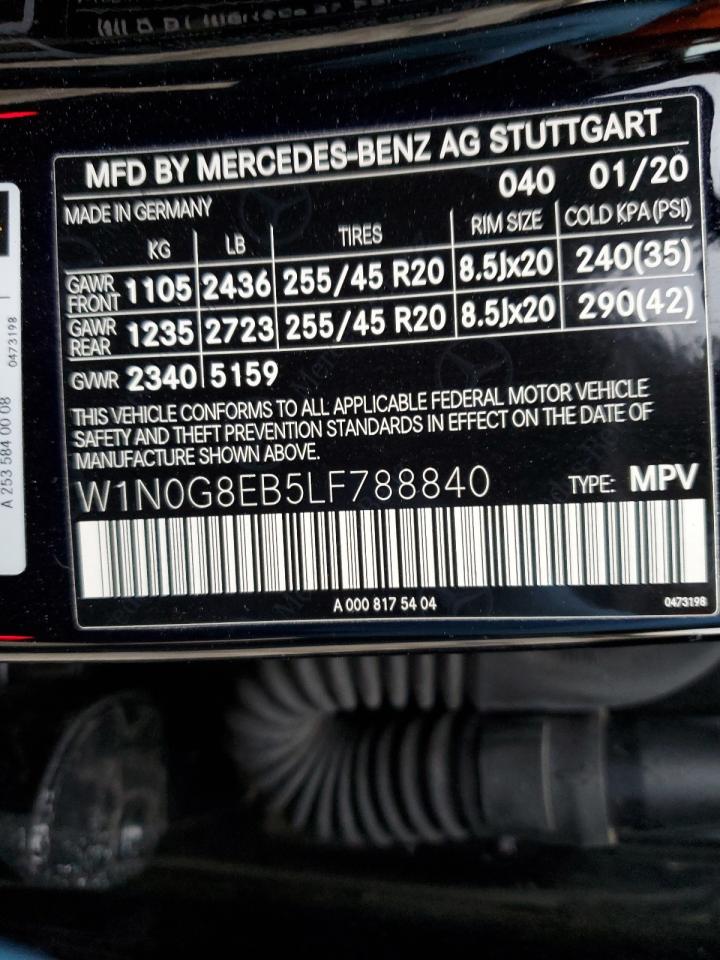 MFD BY MERCEDES-BENZ AG STUTTGART
040 01/20
MADE IN GERMANY
KG LB TIRES RIM SIZE COLD KPA (PSI)
GAWR FRONT 1105 2436 255/45 R20 8.5Jx20 240(35)
GAWR REAR 1235 2723 255/45 R20 8.5Jx20 290(42)
GVWR 2340 5159
THIS VEHICLE CONFORMS TO ALL APPLICABLE FEDERAL MOTOR VEHICLE
SAFETY AND THEFT PREVENTION STANDARDS IN EFFECT ON THE DATE OF
MANUFACTURE SHOWN ABOVE.
W1N0G8EB5LF788840 TYPE: MPV
A 000 817 54 04 0473198
A 253 584 00 08 0473198